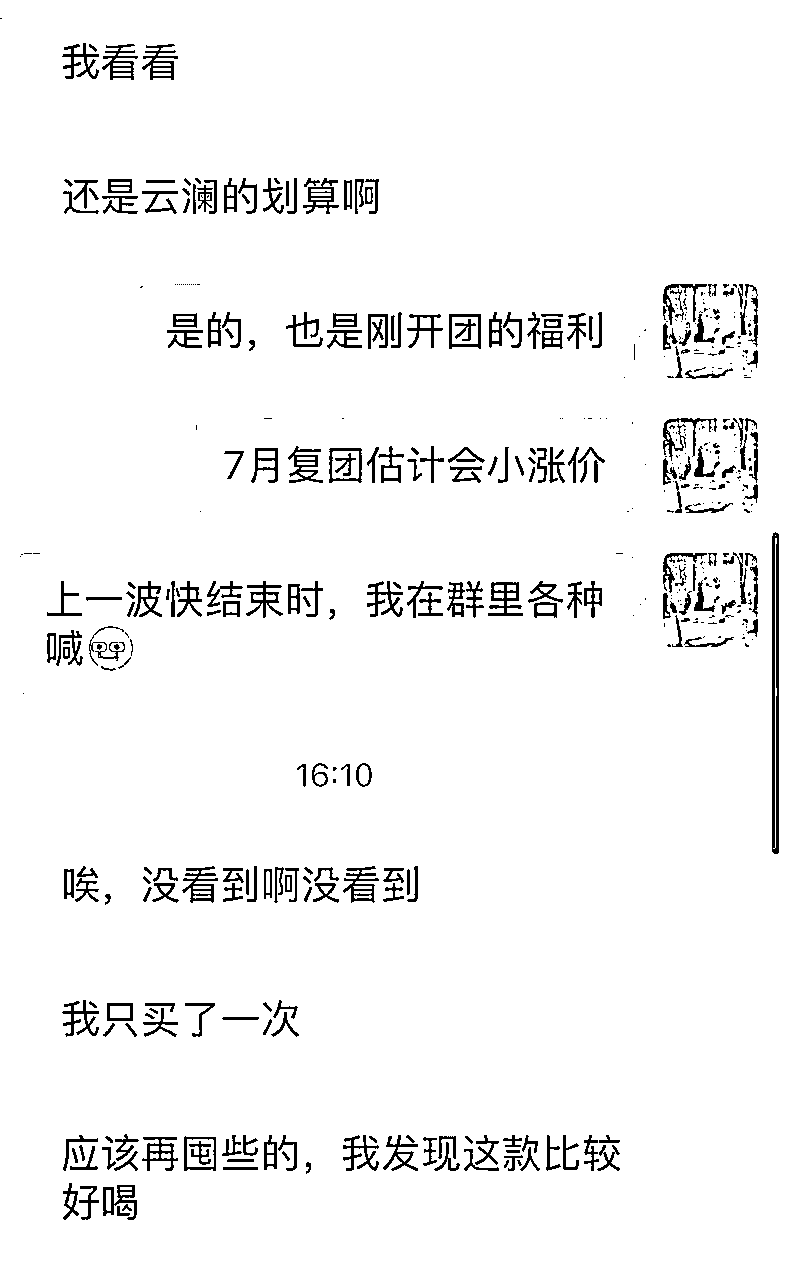 我看看
还是云澜的划算啊
是的，也是刚开团的福利
7月复团估计会小涨价
上一波快结束时，我在群里各种
喊
16:10
唉，没看到啊没看到
我只买了一次
应该再囤些的，我发现这款比较
好喝